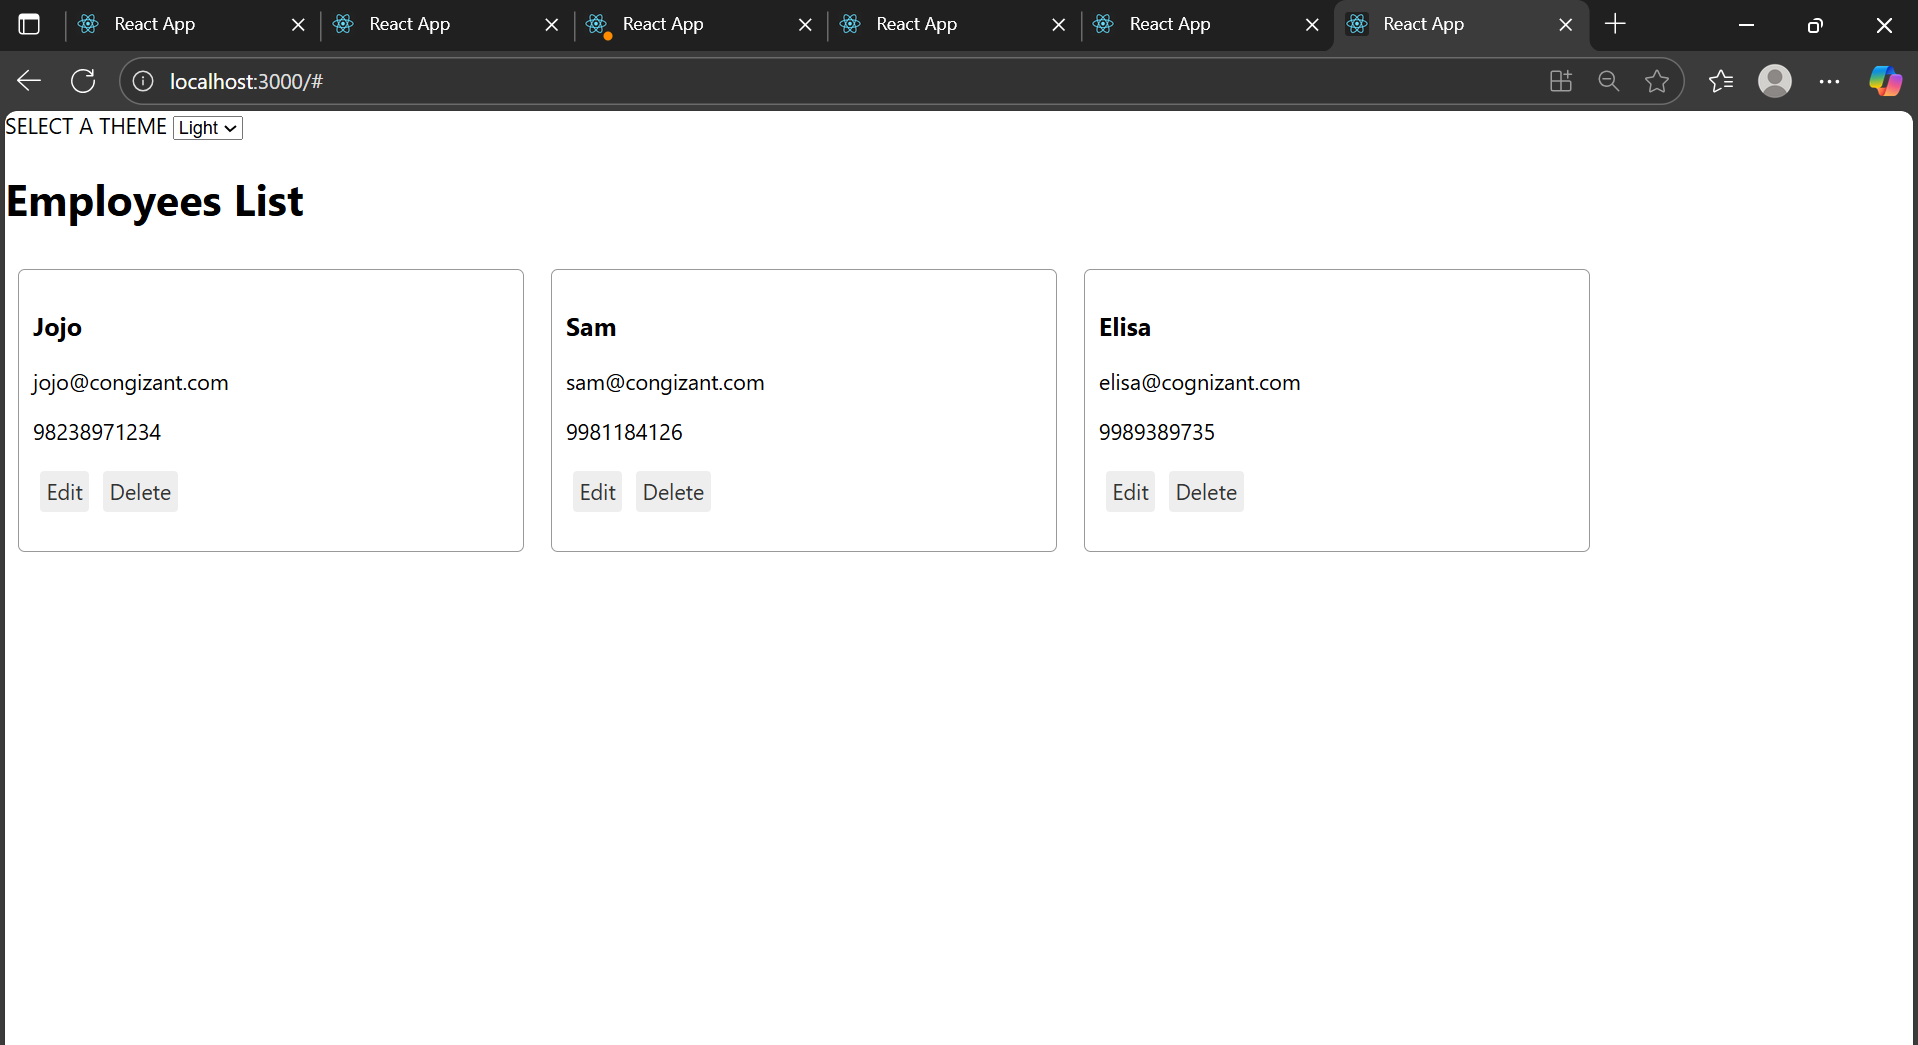 React App React App React App React App React App React App
localhost:3000/#
SELECT A THEME Light
Employees List
Jojo
jojo@congizant.com
98238971234
Edit Delete
Sam
sam@congizant.com
9981184126
Edit Delete
Elisa
elisa@cognizant.com
9989389735
Edit Delete